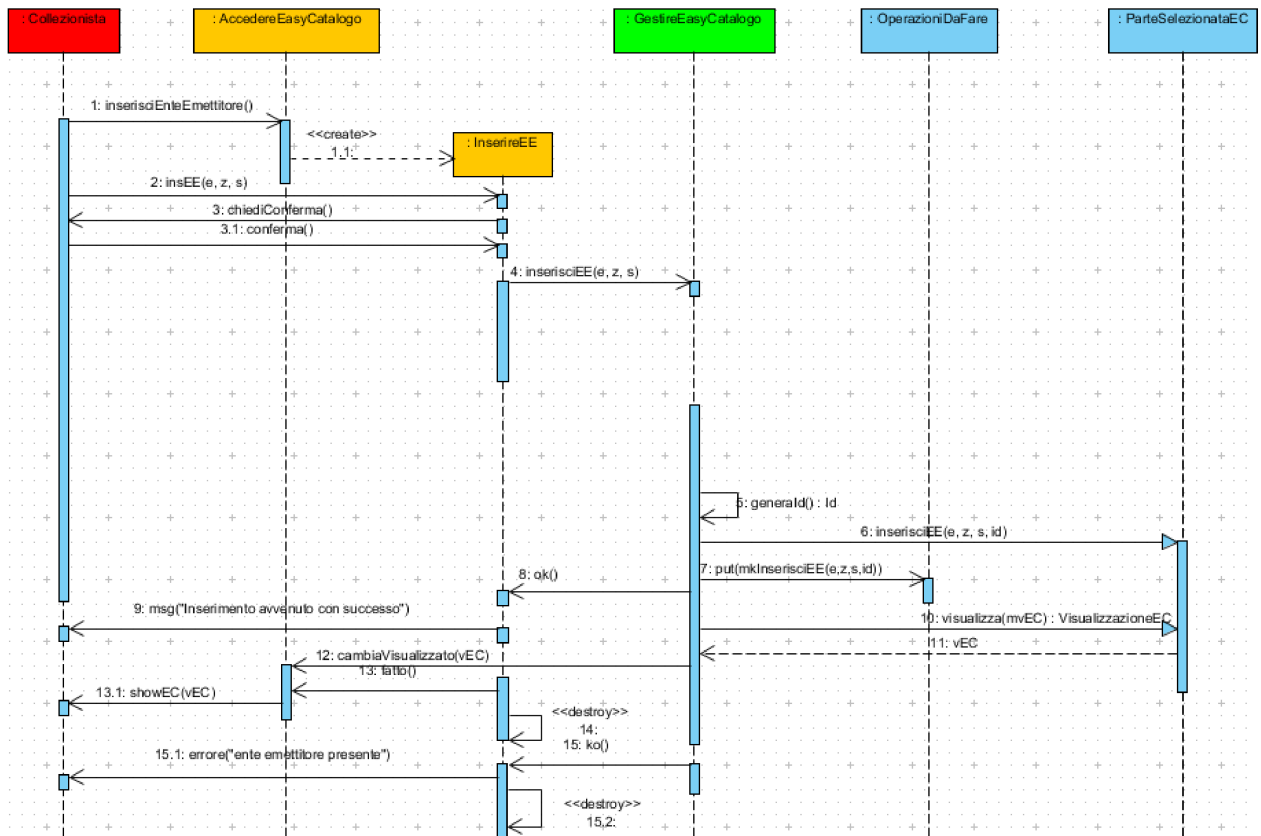 : Collezionista
: AccedereEasyCatalogo
: GestireEasyCatalogo
: OperazioniDaFare
: ParteSelezionataEC
1: inserisciEnteEmettitore()
<<create>>
1.1:
: InserireEE
2: insEE(e, z, s)
3: chiediConferma()
3.1: conferma()
4: inserisciEE(e, z, s)
5: generaId() : Id
6: inserisciEE(e, z, s, id)
7: put(mkInserisciEE(e,z,s,id))
8: ok()
9: msg("Inserimento avvenuto con successo")
10: visualizza(mvEC) : VisualizzazioneEC
11: vEC
12: cambiaVisualizzato(vEC)
13: fatto()
13.1: showEC(vEC)
<<destroy>>
14:
15: ko()
15.1: errore("ente emettitore presente")
<<destroy>>
15.2: